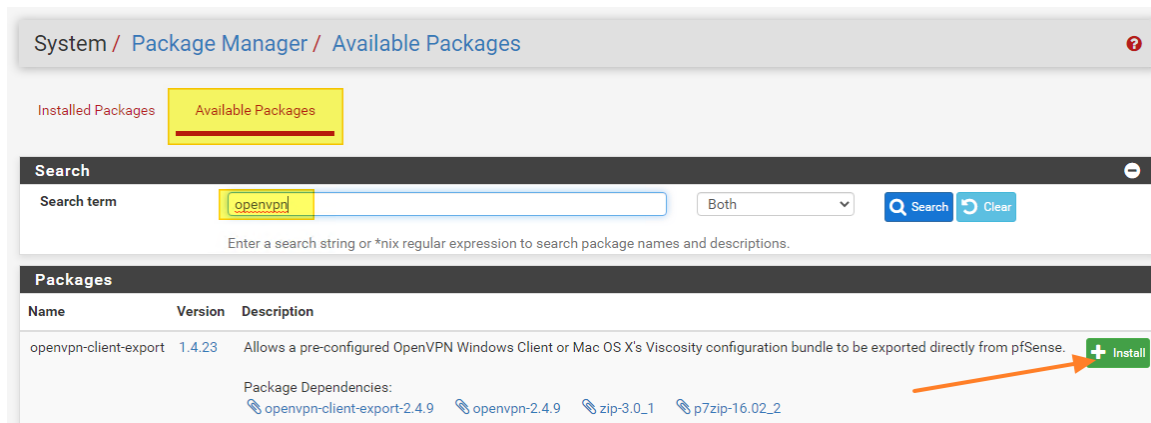 System / Package Manager / Available Packages
Installed Packages Available Packages
Search
Search term openvpn Both Search Clear
Enter a search string or *nix regular expression to search package names and descriptions.
Packages
Name Version Description
openvpn-client-export 1.4.23 Allows a pre-configured OpenVPN Windows Client or Mac OS X's Viscosity configuration bundle to be exported directly from pfSense. Install
Package Dependencies:
openvpn-client-export-2.4.9 openvpn-2.4.9 zip-3.0_1 p7zip-16.02_2